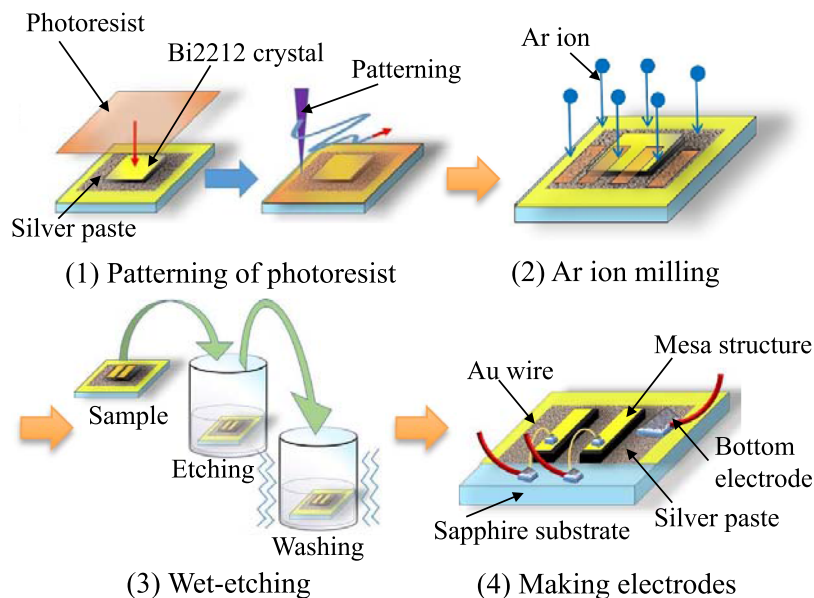 Photoresist
Bi2212 crystal
Patterning
Silver paste
(1) Patterning of photoresist
Ar ion
(2) Ar ion milling
Sample
Etching
Washing
(3) Wet-etching
Mesa structure
Au wire
Bottom
electrode
Silver paste
Sapphire substrate
(4) Making electrodes